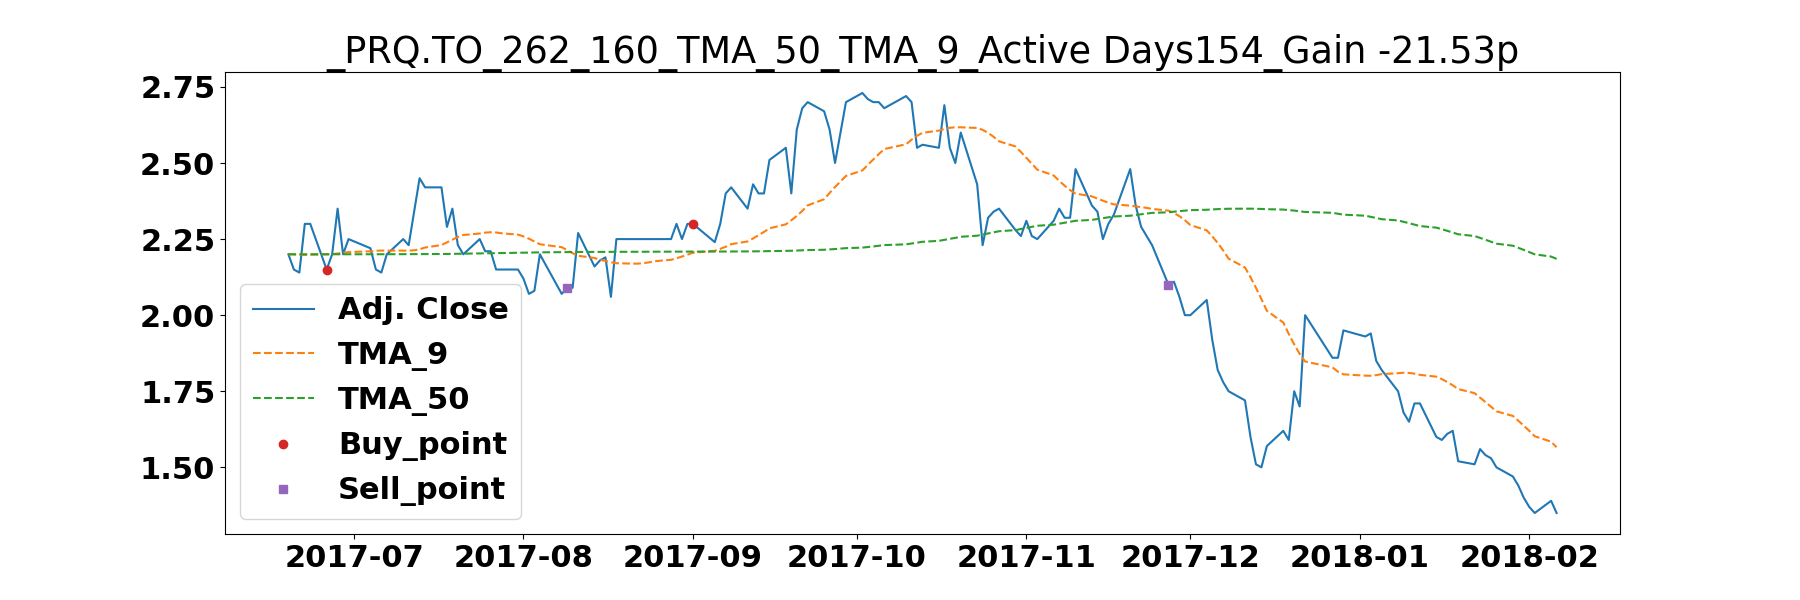 _PRQ.TO_262_160_TMA_50_TMA_9_Active Days154_Gain -21.53p
2.75
2.50
2.25
2.00
1.75
1.50
Adj. Close
TMA_9
TMA_50
Buy_point
Sell_point
2017-07 2017-08 2017-09 2017-10 2017-11 2017-12 2018-01 2018-02